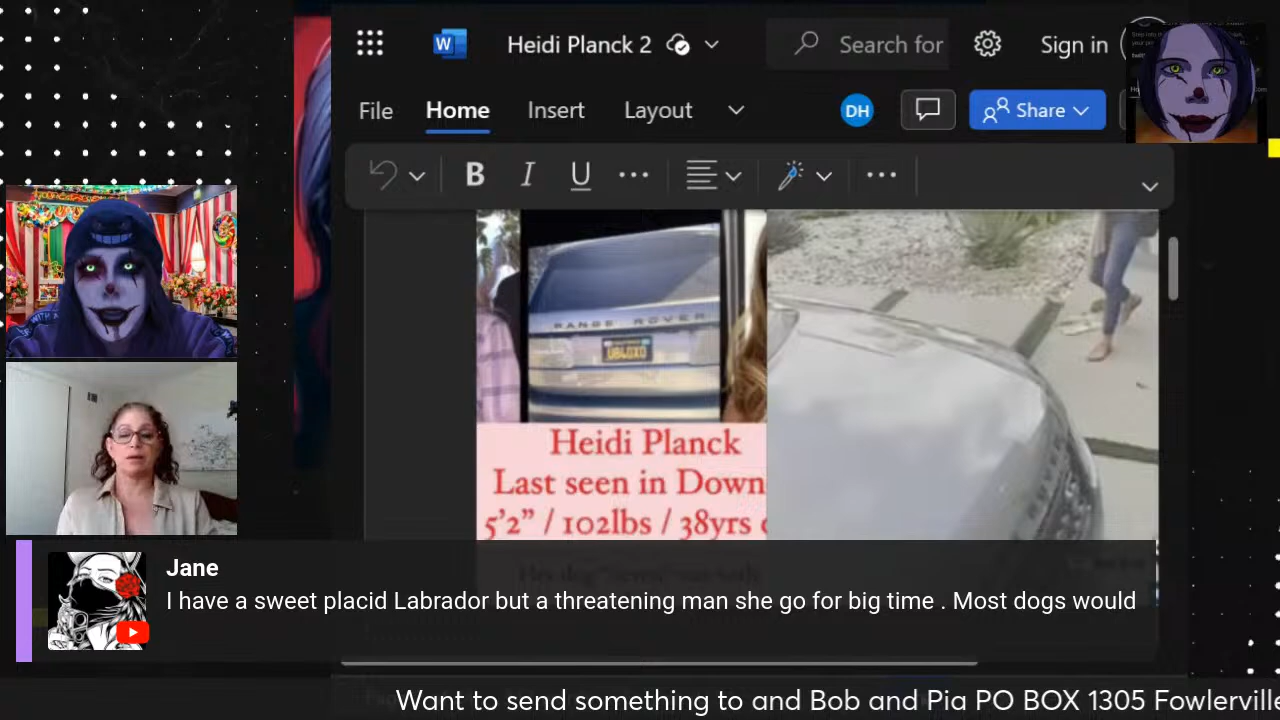 W
Heidi Planck 2
Search for
Sign in
File
Home
Insert
Layout
DH
Share
B
I
U
RANGE ROVER
Heidi Planck
Last seen in Down
5'2" / 102lbs / 38yrs
Jane
I have a sweet placid Labrador but a threatening man she go for big time . Most dogs would
Want to send something to and Bob and Pia PO BOX 1305 Fowlerville